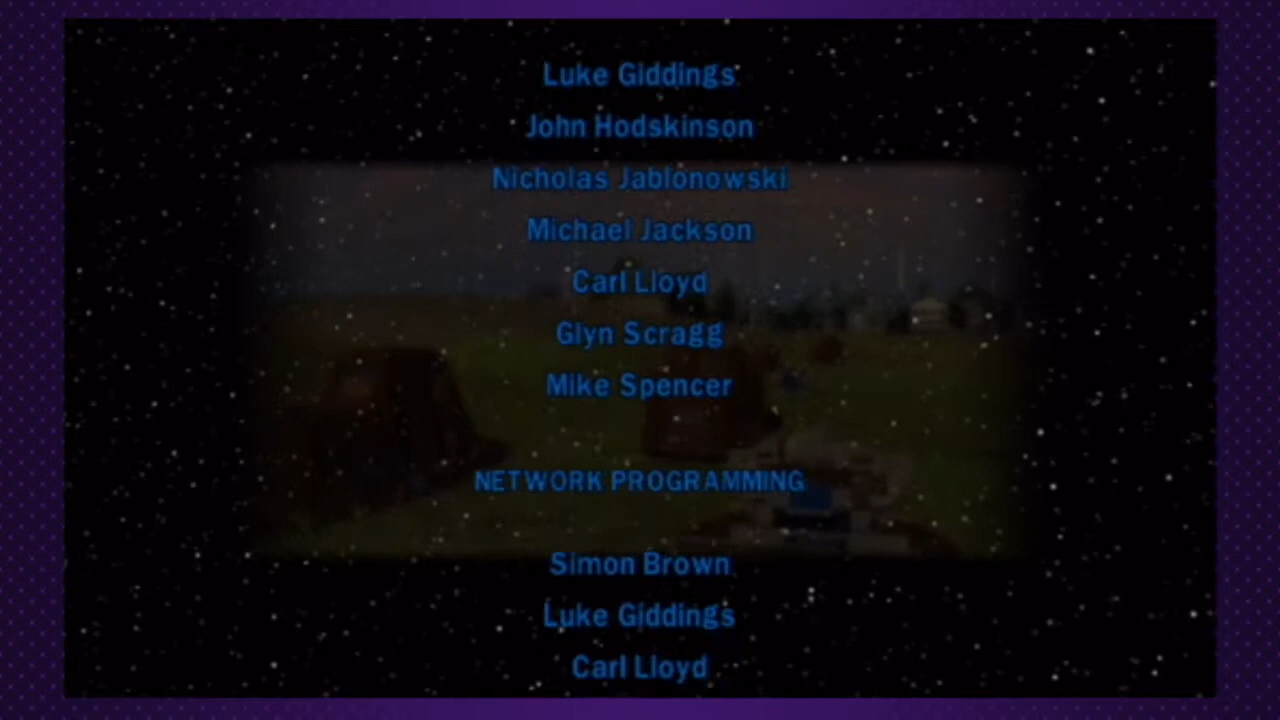 Luke Giddings
John Hodskinson
Nicholas Jablonowski
Michael Jackson
Carl Lloyd
Glyn Scragg
Mike Spencer
NETWORK PROGRAMMING
Simon Brown
Luke Giddings
Carl Lloyd